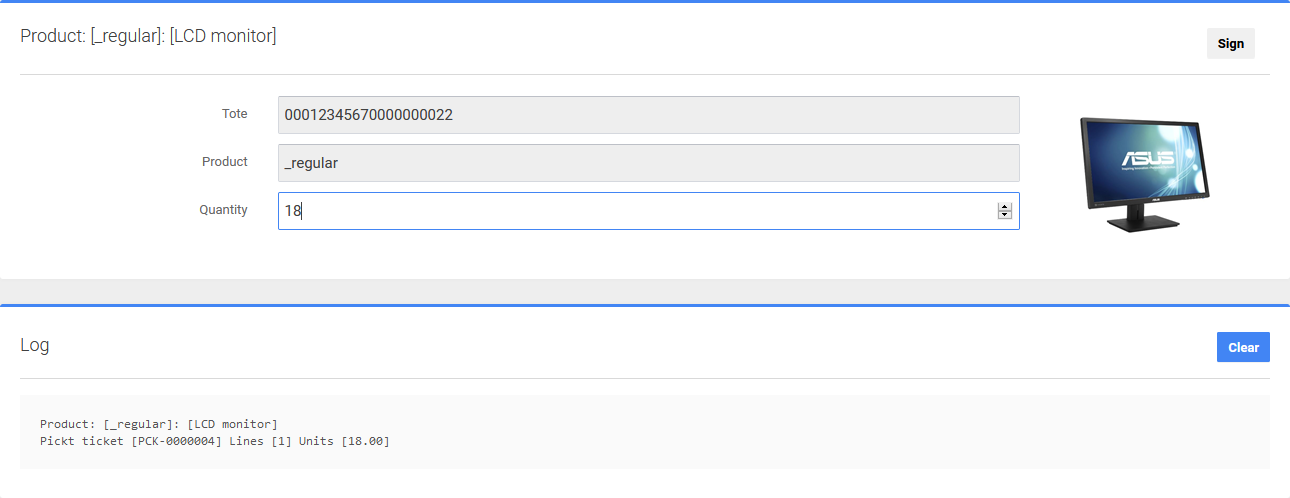 Product: [_regular]: [LCD monitor]
Sign
Tote
00012345670000000022
Product
_regular
Quantity
18
ASUS
Log
Clear
Product: [_regular]: [LCD monitor]
Pickt ticket [PCK-0000004] Lines [1] Units [18.00]